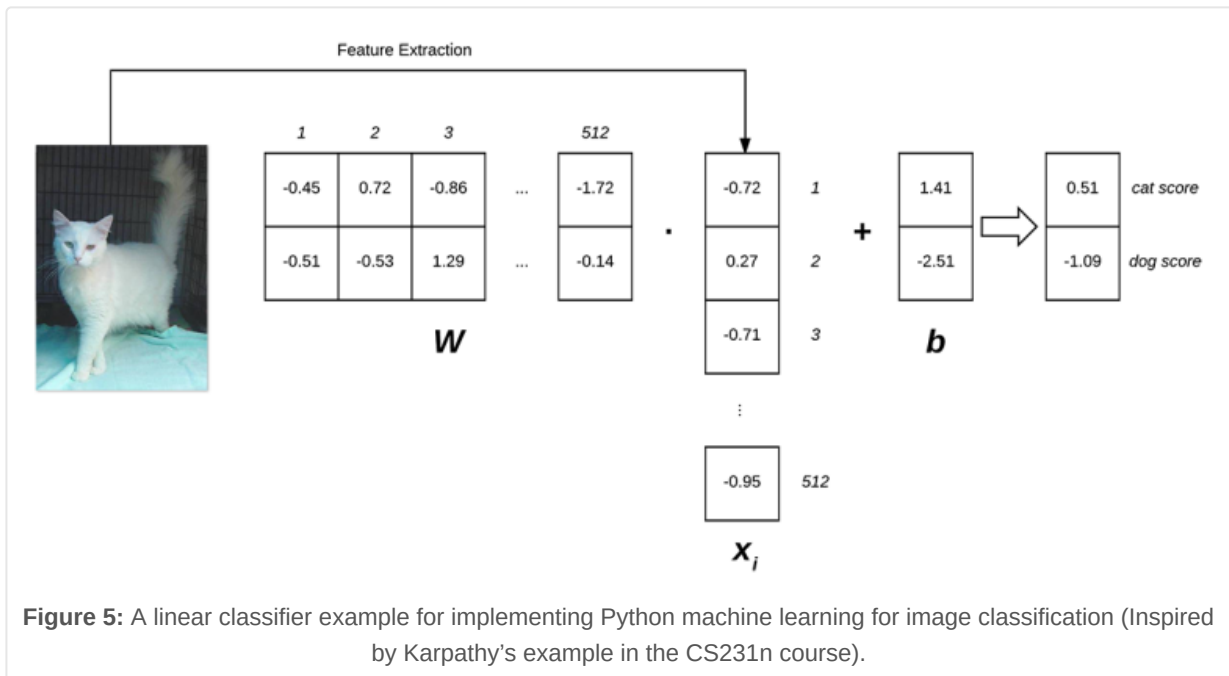 Feature Extraction
1 2 3 512
-0.45 0.72 -0.86 ... -1.72 -0.72 1 1.41 0.51 cat score
· + 
-0.51 -0.53 1.29 ... -0.14 0.27 2 -2.51 -1.09 dog score
W -0.71 3 b
⋮
-0.95 512
xi
Figure 5: A linear classifier example for implementing Python machine learning for image classification (Inspired
by Karpathy’s example in the CS231n course).